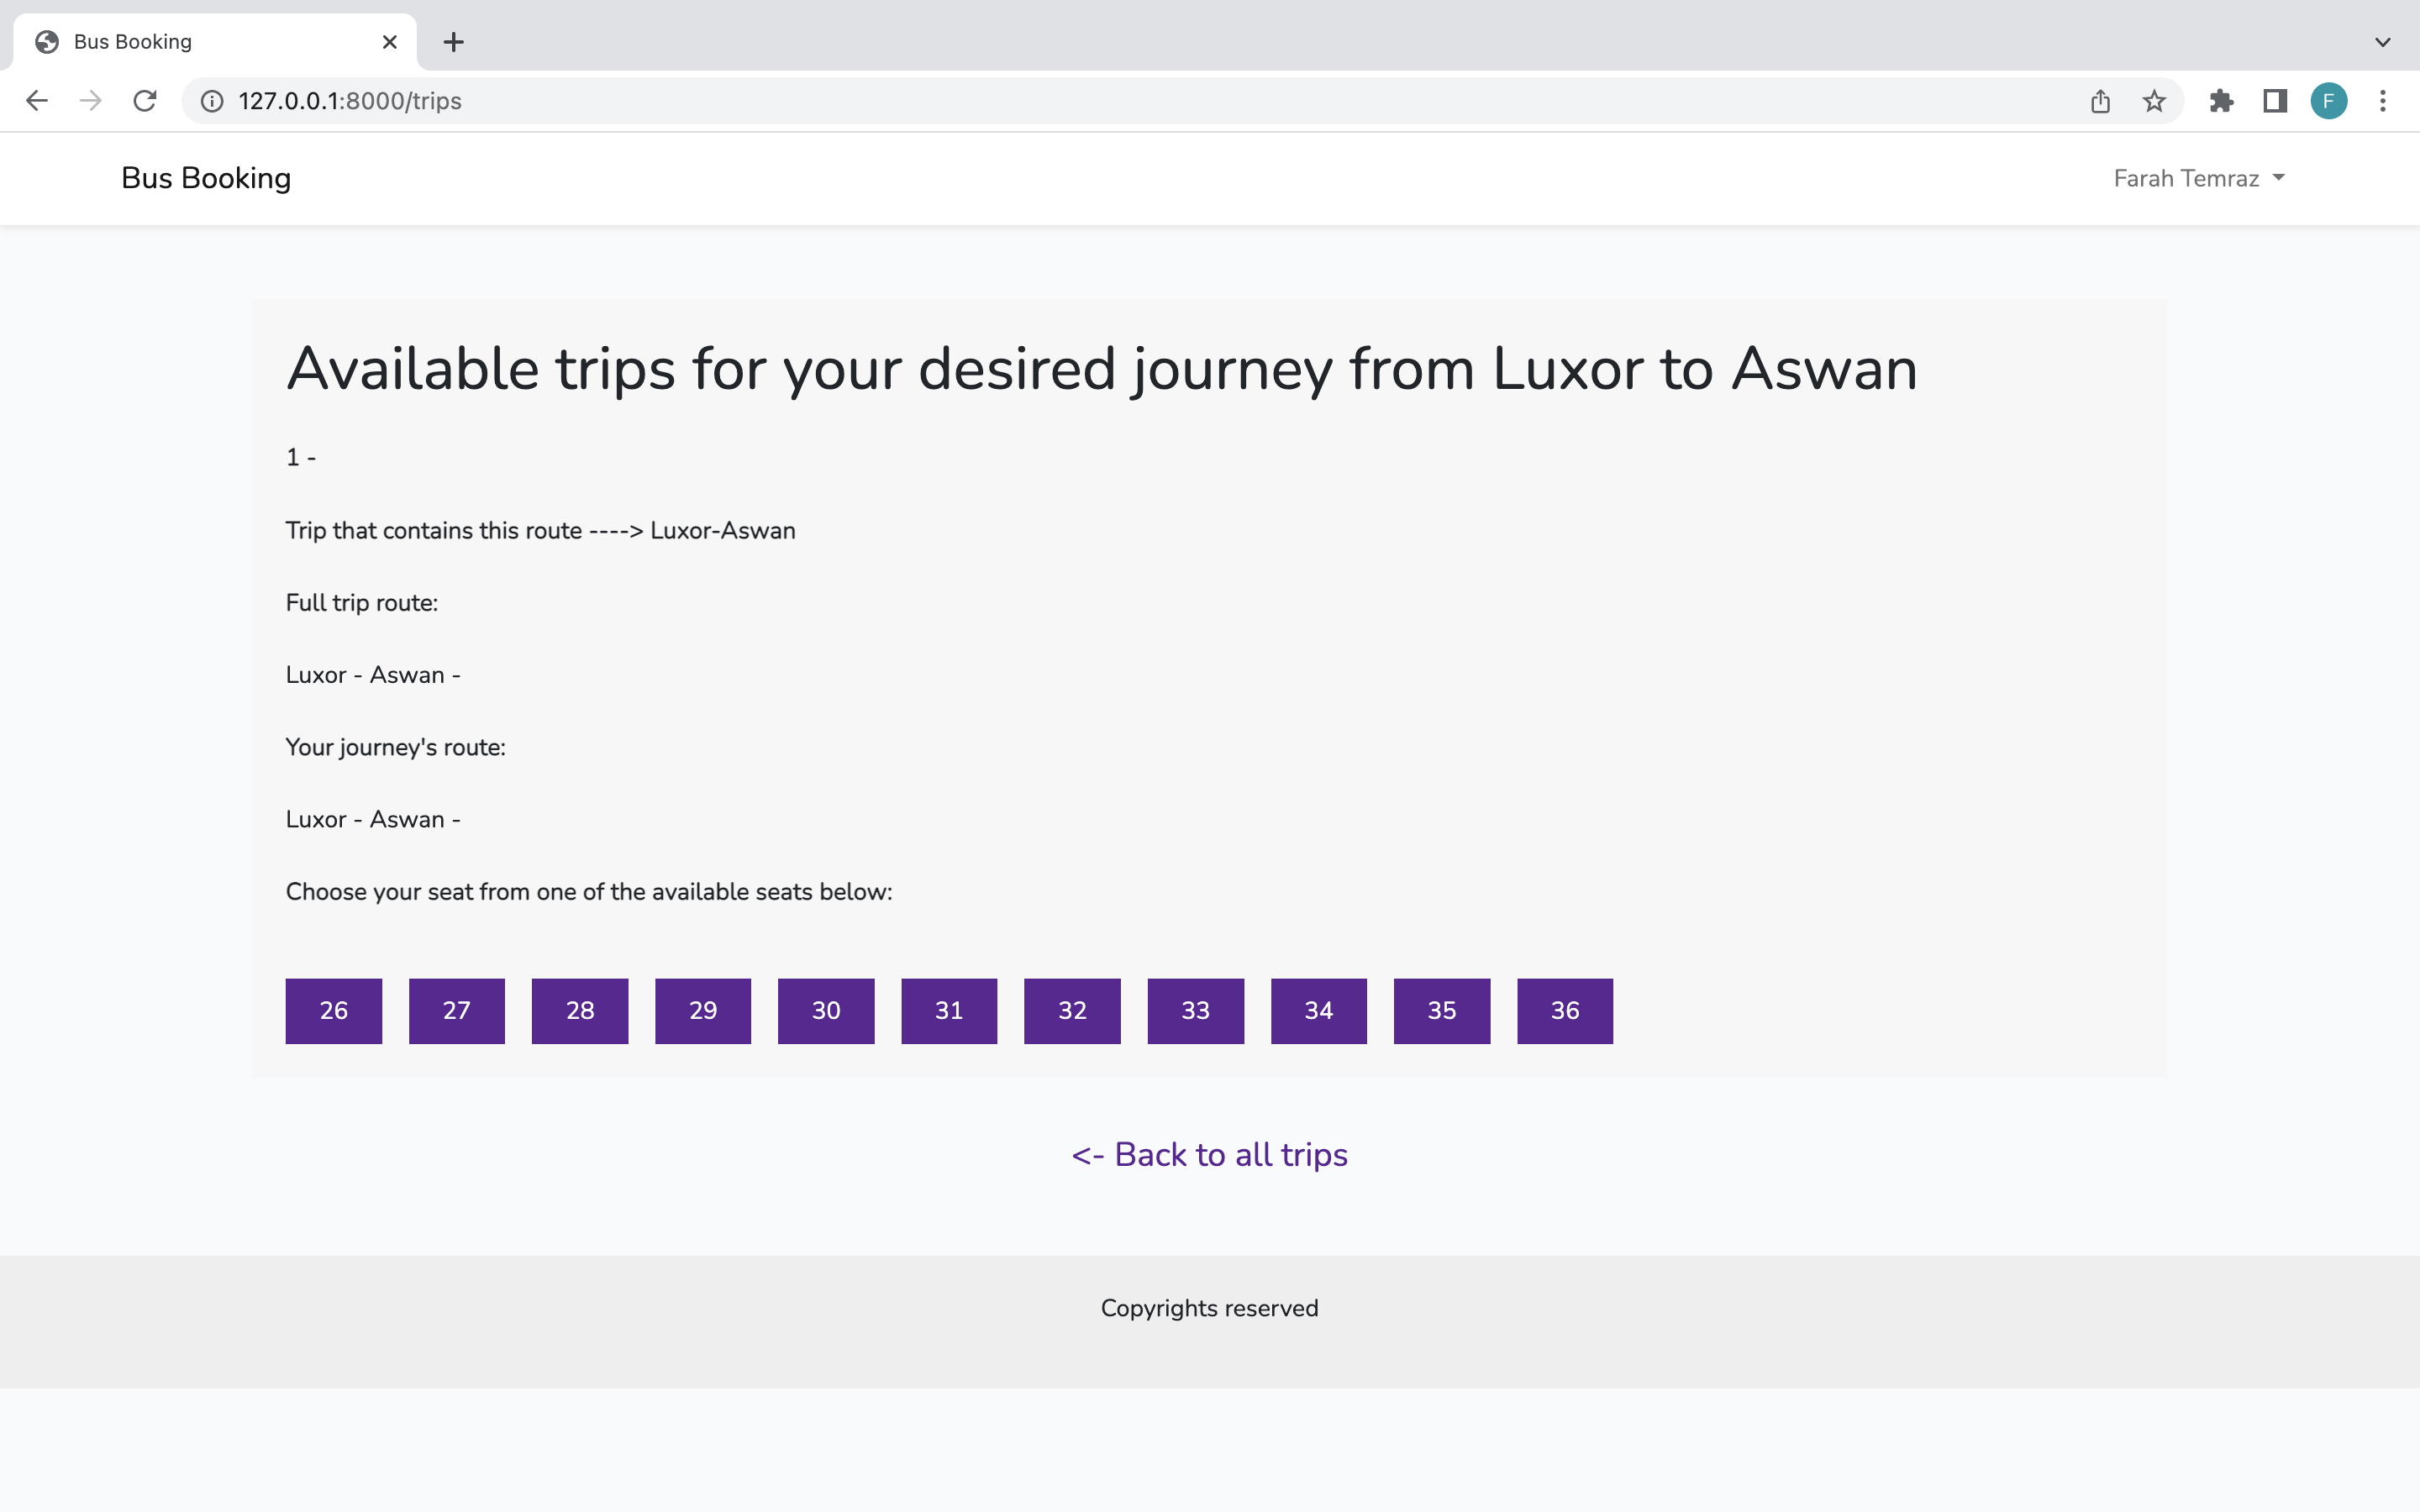 Bus Booking
127.0.0.1:8000/trips
F
Bus Booking
Farah Temraz
Available trips for your desired journey from Luxor to Aswan
1 -
Trip that contains this route ----> Luxor-Aswan
Full trip route:
Luxor - Aswan -
Your journey's route:
Luxor - Aswan -
Choose your seat from one of the available seats below:
26 27 28 29 30 31 32 33 34 35 36
<- Back to all trips
Copyrights reserved